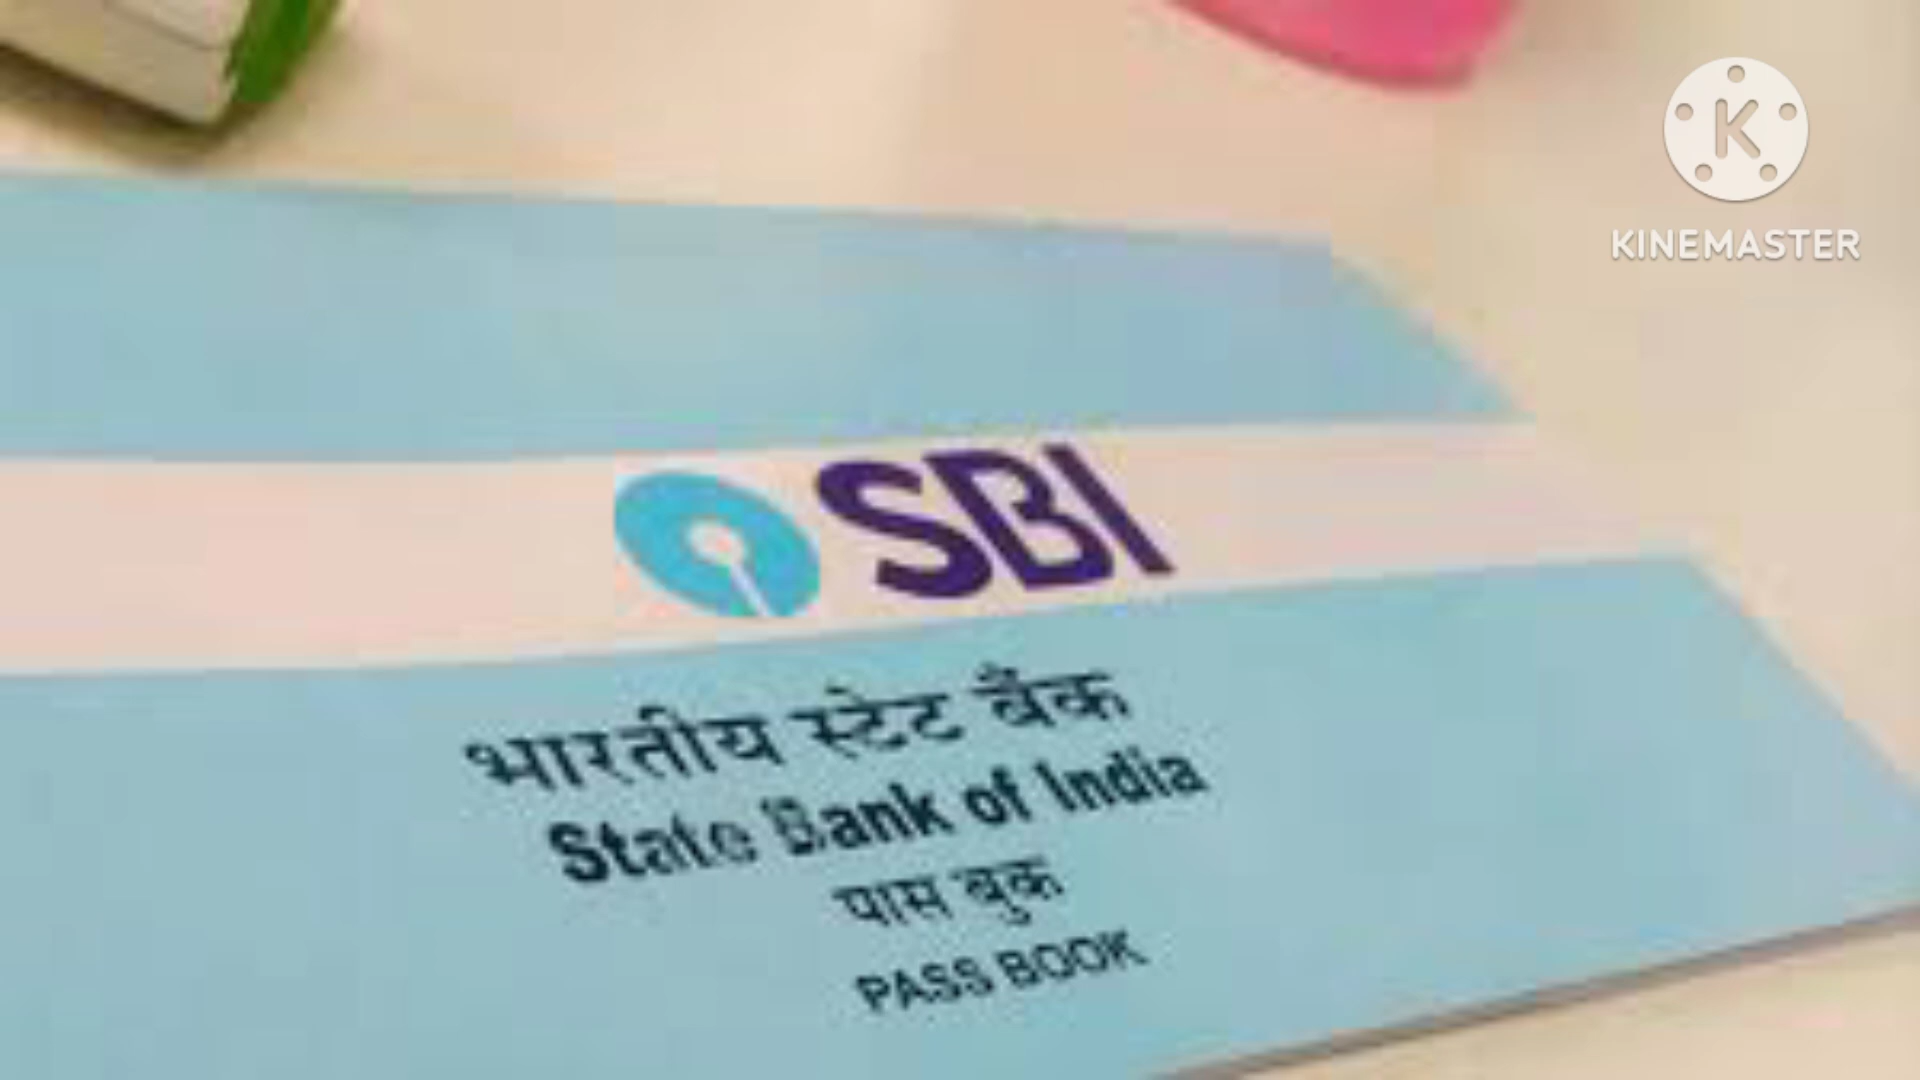 K
KINEMASTER
SBI
भारतीय स्टेट बैंक
State Bank of India
पास बुक
PASS BOOK